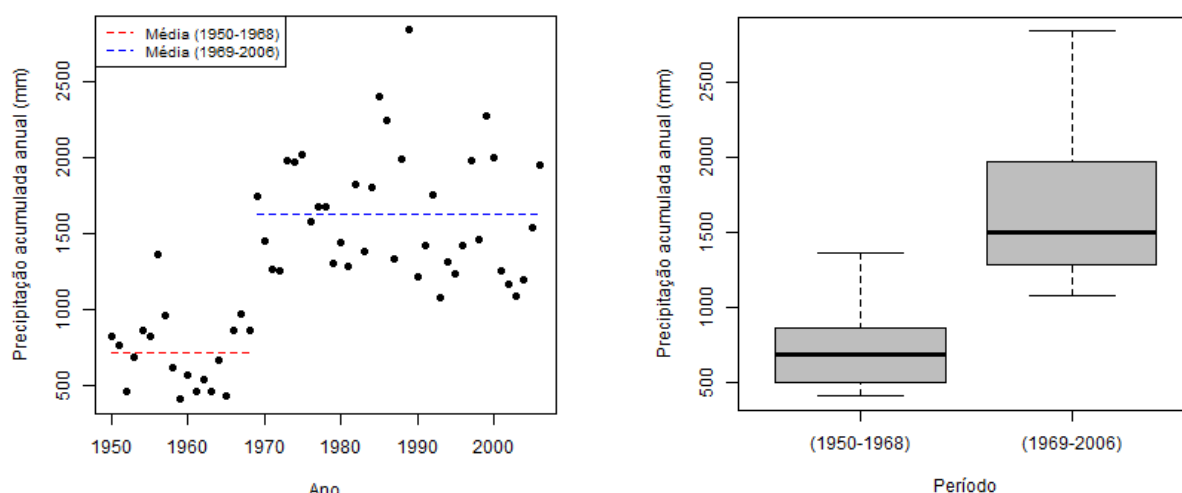 Média (1950-1968)
Média (1969-2006)
Precipitação acumulada anual (mm)
2500
2000
1500
1000
500
1950 1960 1970 1980 1990 2000
Ano
Precipitação acumulada anual (mm)
2500
2000
1500
1000
500
(1950-1968) (1969-2006)
Período